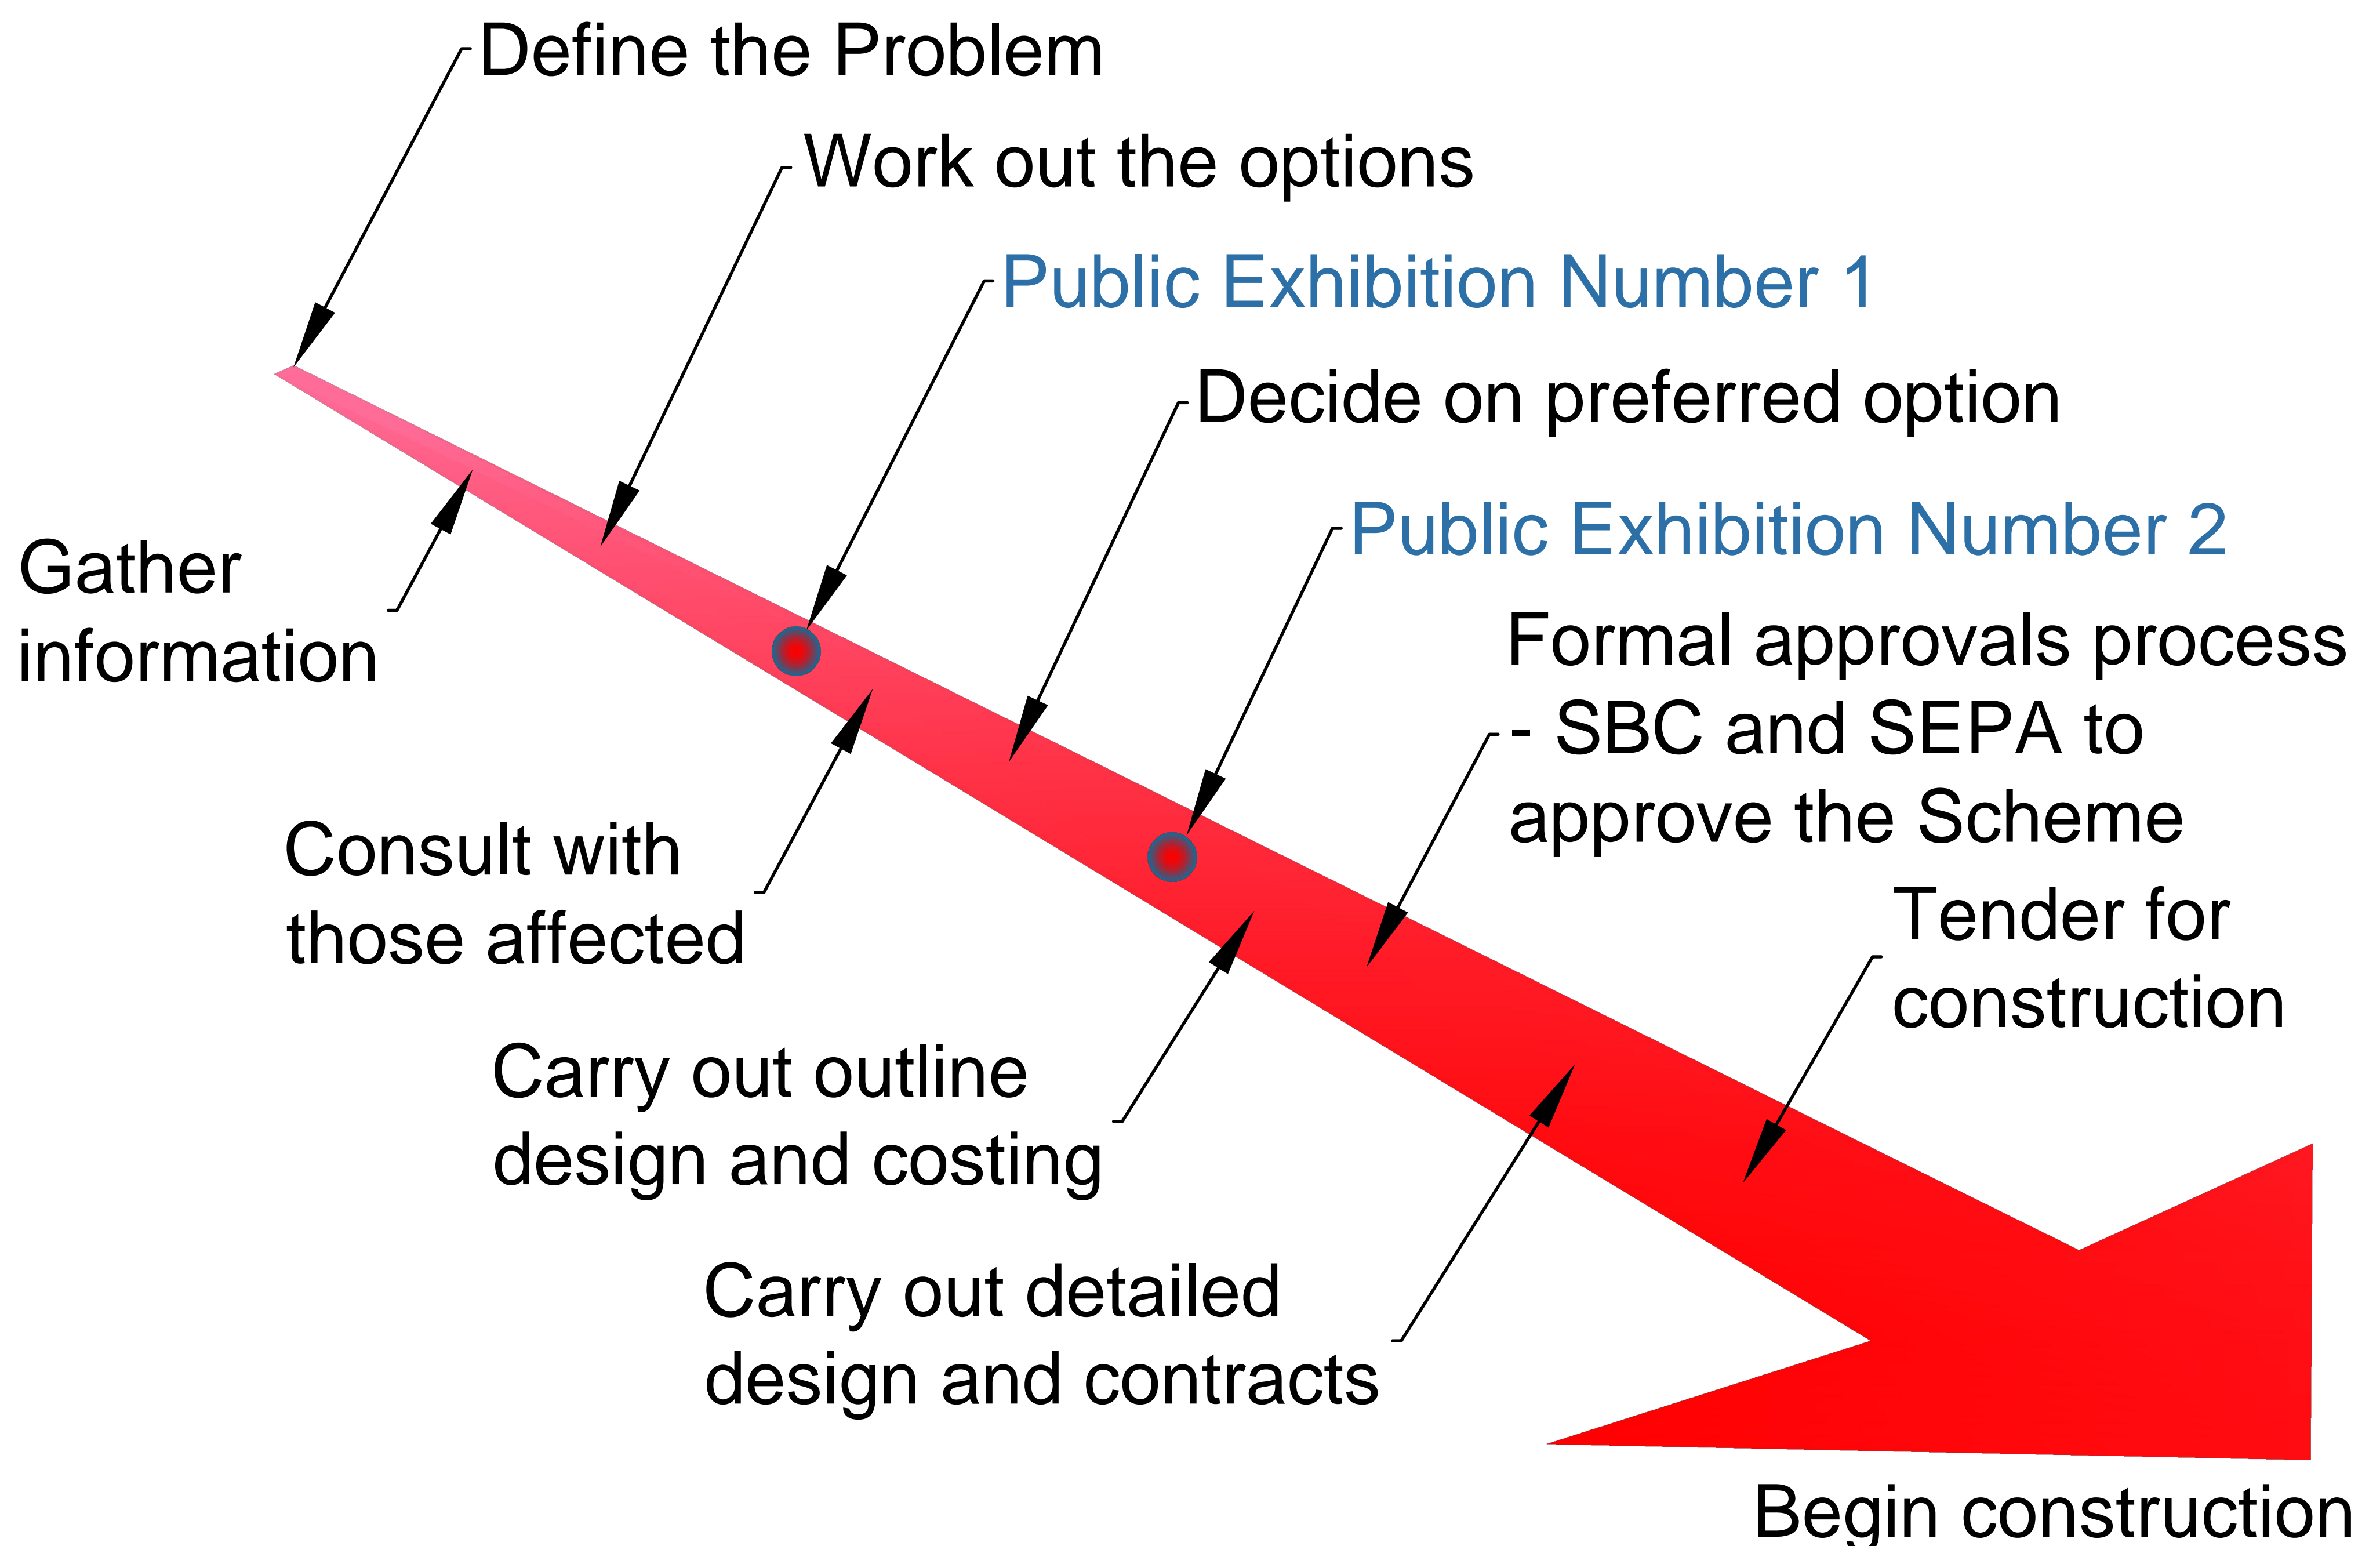 Define the Problem
Work out the options
Public Exhibition Number 1
Decide on preferred option
Public Exhibition Number 2
Gather
information
Formal approvals process
- SBC and SEPA to
approve the Scheme
Consult with
those affected
Tender for
construction
Carry out outline
design and costing
Carry out detailed
design and contracts
Begin construction